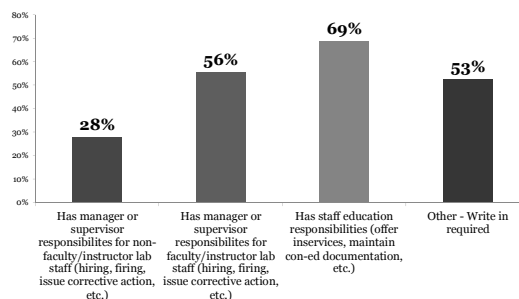 80%
70%
60%
50%
40%
30%
20%
10%
0%
28%
56%
69%
53%
Has manager or
supervisor
responsibilites for non-
faculty/instructor lab
staff (hiring, firing,
issue corrective action,
etc.)
Has manager or
supervisor
responsibilites for
faculty/instructor lab
staff (hiring, firing,
issue corrective action,
etc.)
Has staff education
responsibilities (offer
inservices, maintain
con-ed documentation,
etc.)
Other - Write in
required